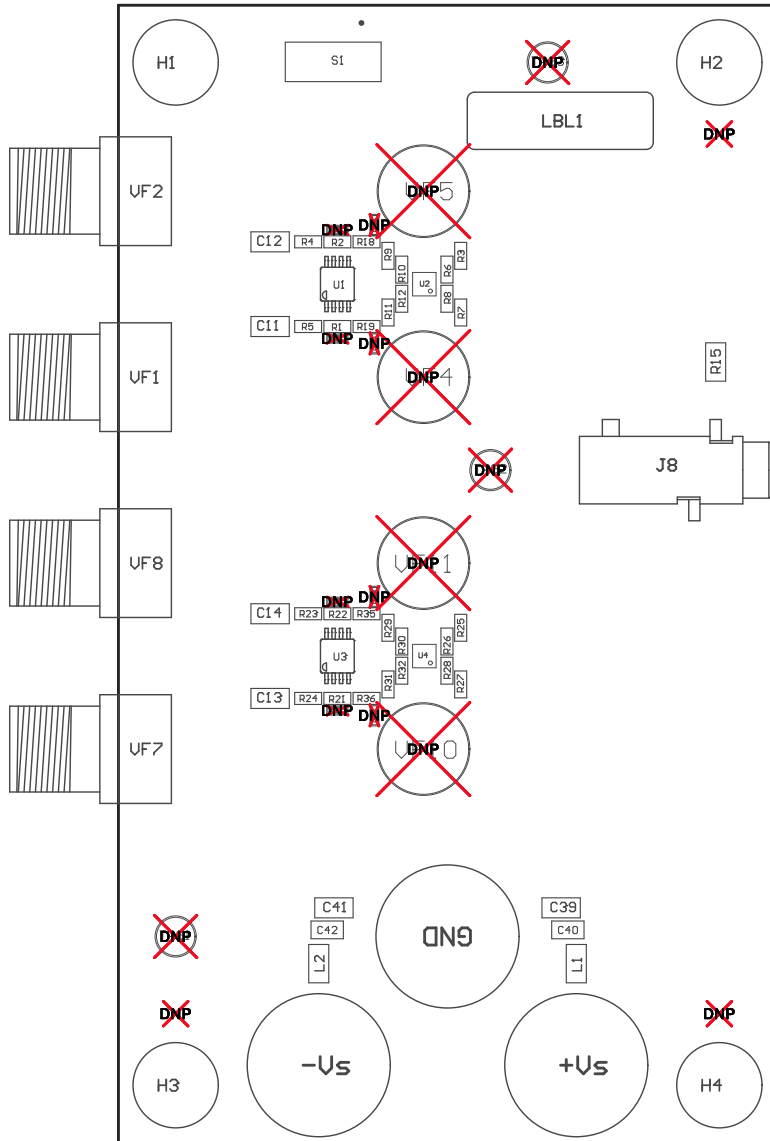 H1
S1
DNP
H2
LBL1
DNP
VF2
DNP
DNP
DNP
C12
R4
R2
R18
R9
R10
R6
R3
U1
U2
R12
R8
R11
R7
C11
R5
R1
R19
DNP
DNP
VF1
DNP
R15
J8
DNP
VF8
DNP
DNP
DNP
C14
R23
R22
R35
R29
R30
R26
R25
U3
U4
R32
R28
R31
R27
C13
R24
R21
R36
DNP
DNP
VF7
DNP
C41
C39
C42
C40
DNP
GND
L2
L1
DNP
DNP
-Vs
+Vs
H3
H4